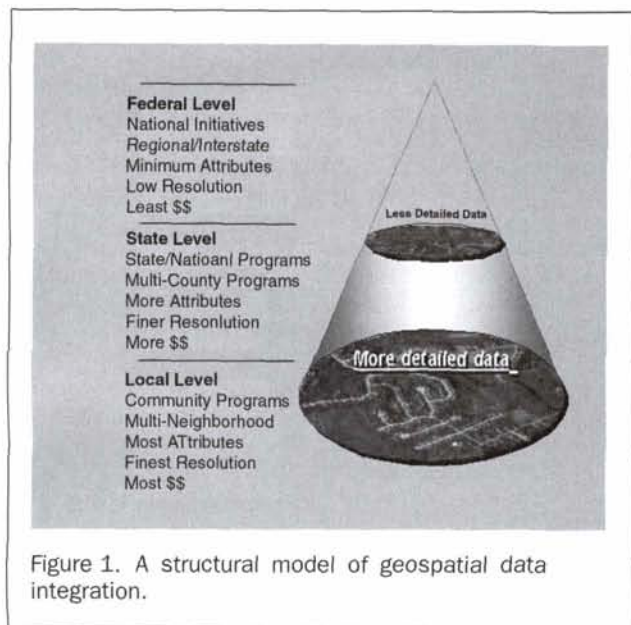 Federal Level
National Initiatives
Regional/Interstate
Minimum Attributes
Low Resolution
Least $$
State Level
State/Natioanl Programs
Multi-County Programs
More Attributes
Finer Resonlution
More $$
Local Level
Community Programs
Multi-Neighborhood
Most ATtributes
Finest Resolution
Most $$
Less Detailed Data
More detailed data
Figure 1. A structural model of geospatial data
integration.